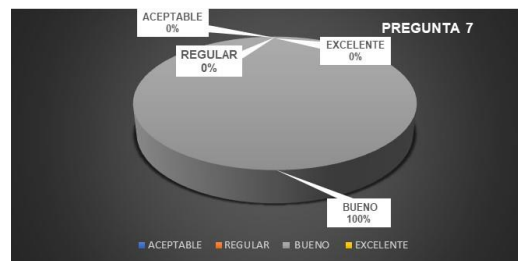 PREGUNTA 7
ACEPTABLE
0%
REGULAR
0%
EXCELENTE
0%
BUENO
100%
ACEPTABLE REGULAR BUENO EXCELENTE